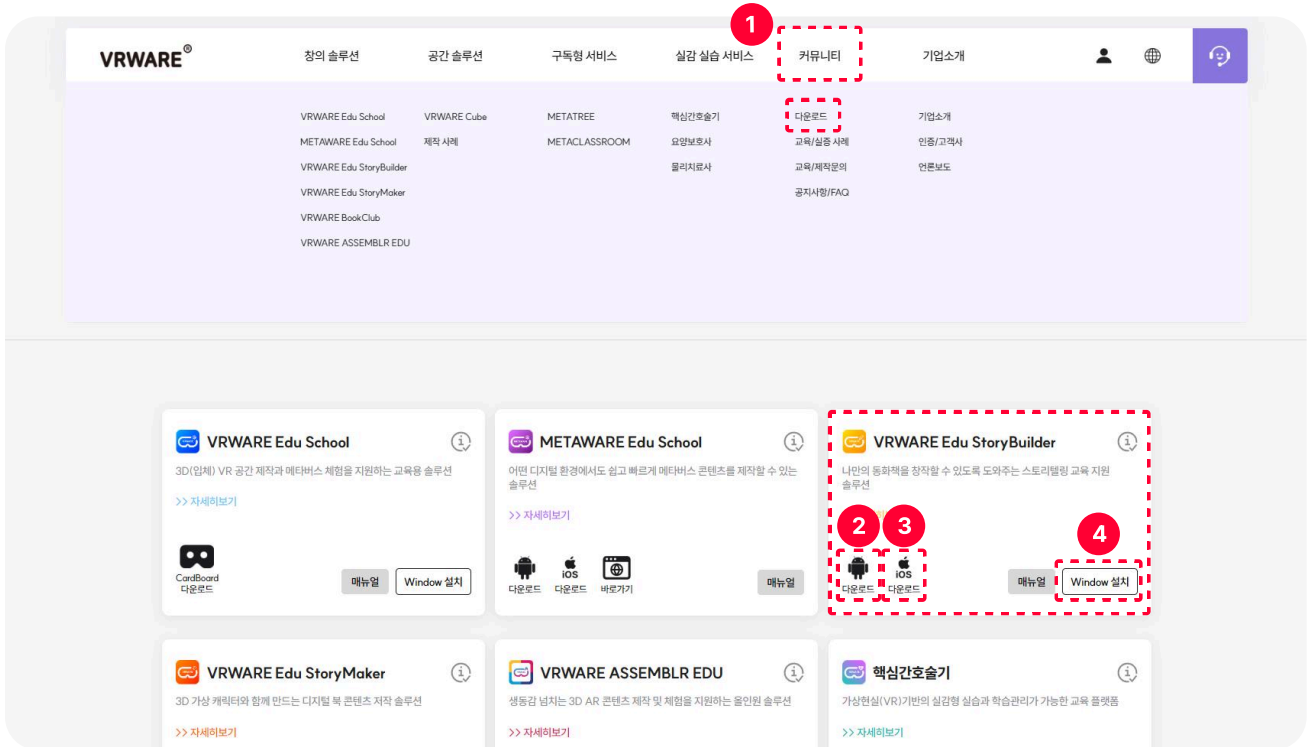 1
VRWARE®
창의 솔루션
공간 솔루션
구독형 서비스
실감 실습 서비스
커뮤니티
기업소개
VRWARE Edu School
METAWARE Edu School
VRWARE Edu StoryBuilder
VRWARE Edu StoryMaker
VRWARE BookClub
VRWARE ASSEMBLR EDU
VRWARE Cube
제작 사례
METATREE
METACLASSROOM
핵심간호술기
요양보호사
물리치료사
다운로드
교육/실증 사례
교육/제작문의
공지사항/FAQ
기업소개
인증/고객사
언론보도
VRWARE Edu School
3D(입체) VR 공간 제작과 메타버스 체험을 지원하는 교육용 솔루션
>> 자세히보기
CardBoard
다운로드
매뉴얼
Window 설치
METAWARE Edu School
어떤 디지털 환경에서도 쉽고 빠르게 메타버스 콘텐츠를 제작할 수 있는
솔루션
>> 자세히보기
다운로드
iOS
다운로드
바로가기
매뉴얼
VRWARE Edu StoryBuilder
나만의 동화책을 창작할 수 있도록 도와주는 스토리텔링 교육 지원
솔루션
2
3
4
다운로드
iOS
다운로드
매뉴얼
Window 설치
VRWARE Edu StoryMaker
3D 가상 캐릭터와 함께 만드는 디지털 북 콘텐츠 저작 솔루션
>> 자세히보기
VRWARE ASSEMBLR EDU
생동감 넘치는 3D AR 콘텐츠 제작 및 체험을 지원하는 올인원 솔루션
>> 자세히보기
핵심간호술기
가상현실(VR)기반의 실감형 실습과 학습관리가 가능한 교육 플랫폼
>> 자세히보기